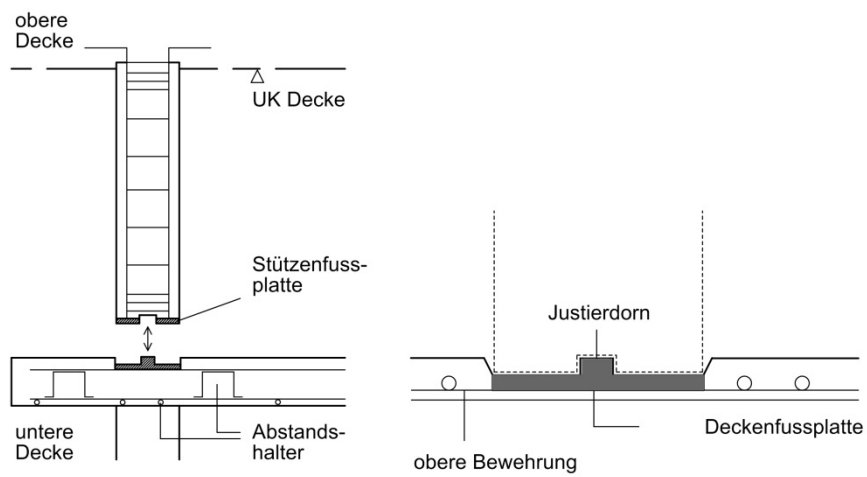 obere
Decke
UK Decke
Stützenfuss-
platte
untere
Decke
Abstands-
halter
Justierdorn
Deckenfussplatte
obere Bewehrung